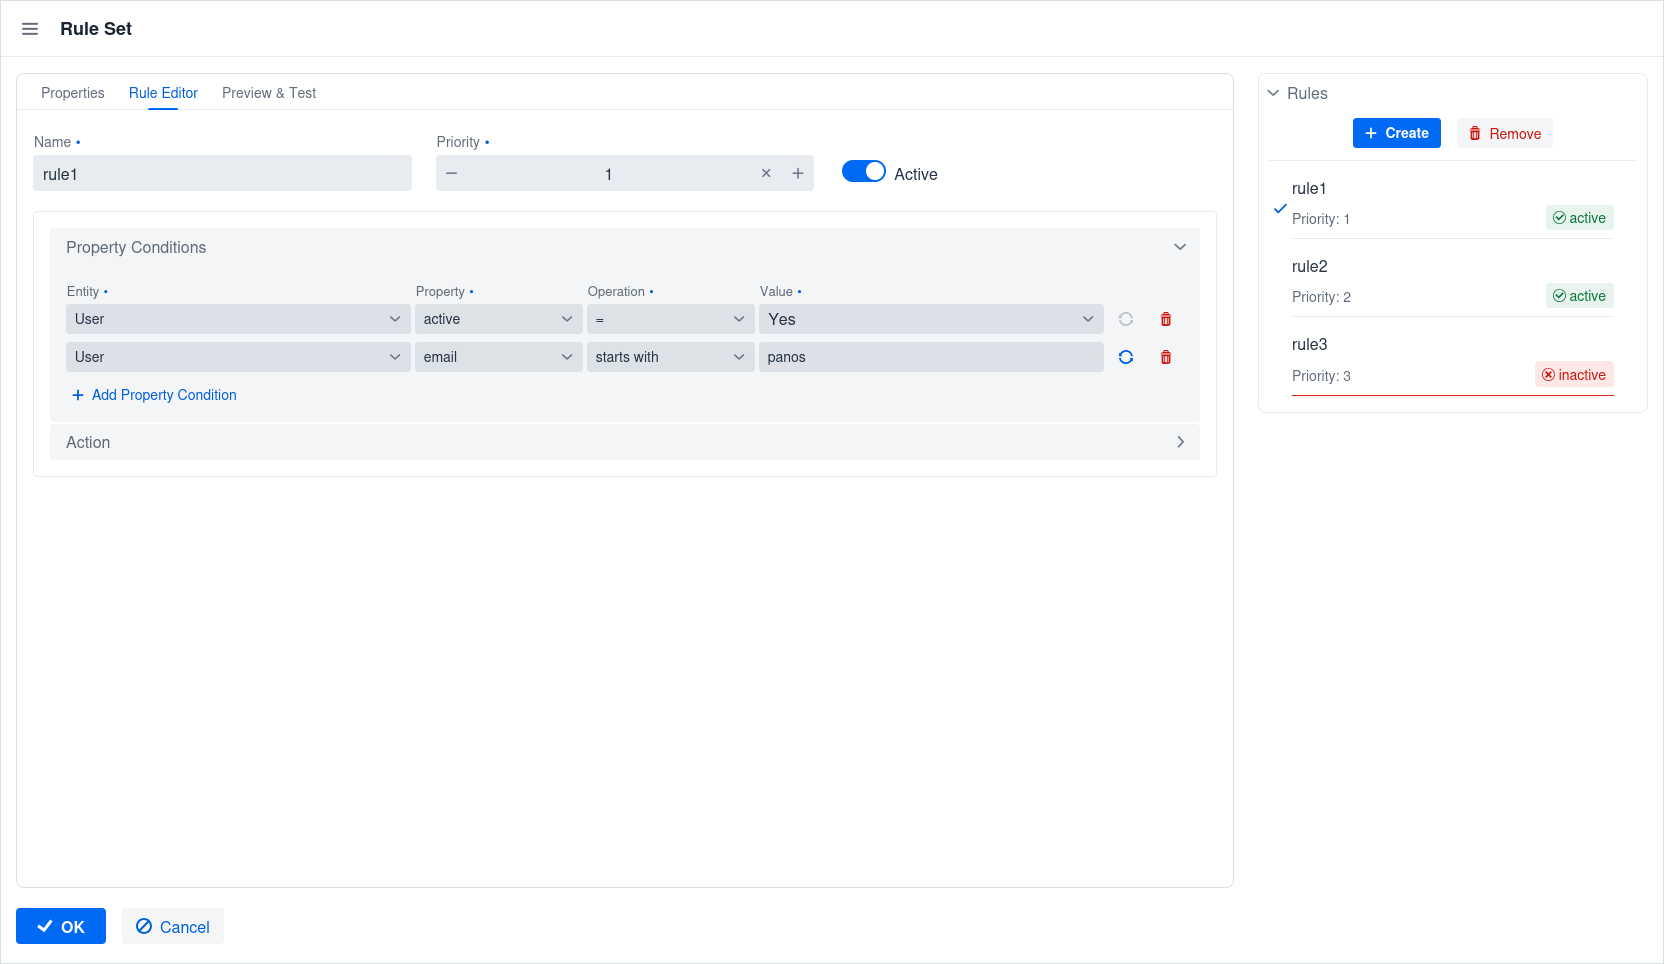 Rule Set
Properties Rule Editor Preview & Test
Name • Priority •
rule1 1 Active
Property Conditions
Entity • Property • Operation • Value •
User active = Yes
User email starts with panos
Add Property Condition
Action
OK Cancel
Rules
Create Remove
rule1
Priority: 1 active
rule2
Priority: 2 active
rule3
Priority: 3 inactive